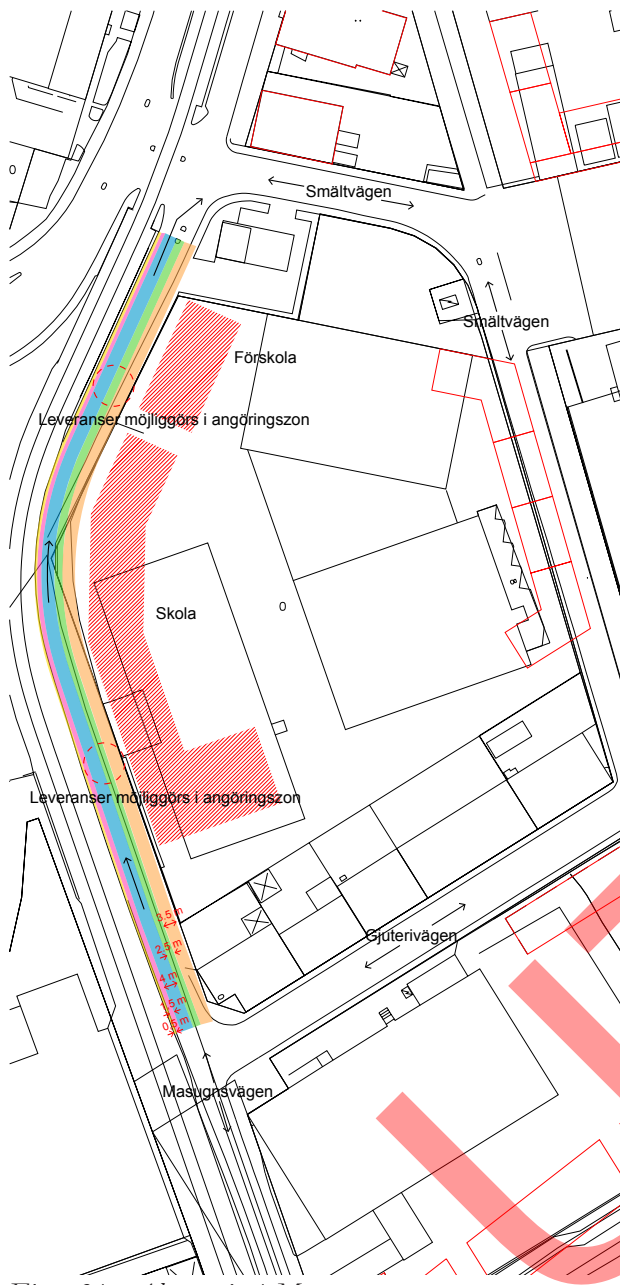 Smältvägen
Smältvägen
Förskola
Leveranser möjliggörs i angöringszon
Skola
Leveranser möjliggörs i angöringszon
3,5 m
2,5 m
4 m
1,5 m
0,5 m
Gjuterivägen
Masugnsvägen